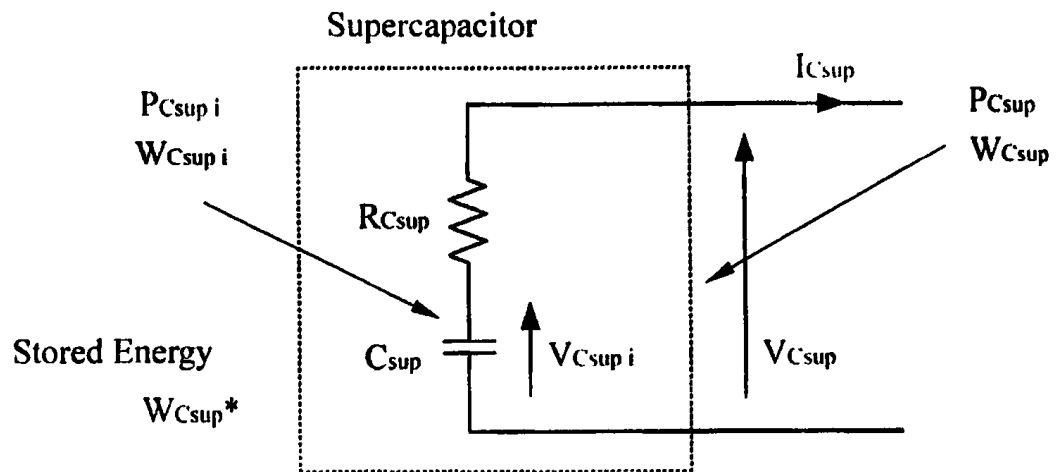 Supercapacitor
ICsup
PCsup i
WCsup i
PCsup
WCsup
RCsup
Csup
VCsup i
VCsup
Stored Energy
WCsup*